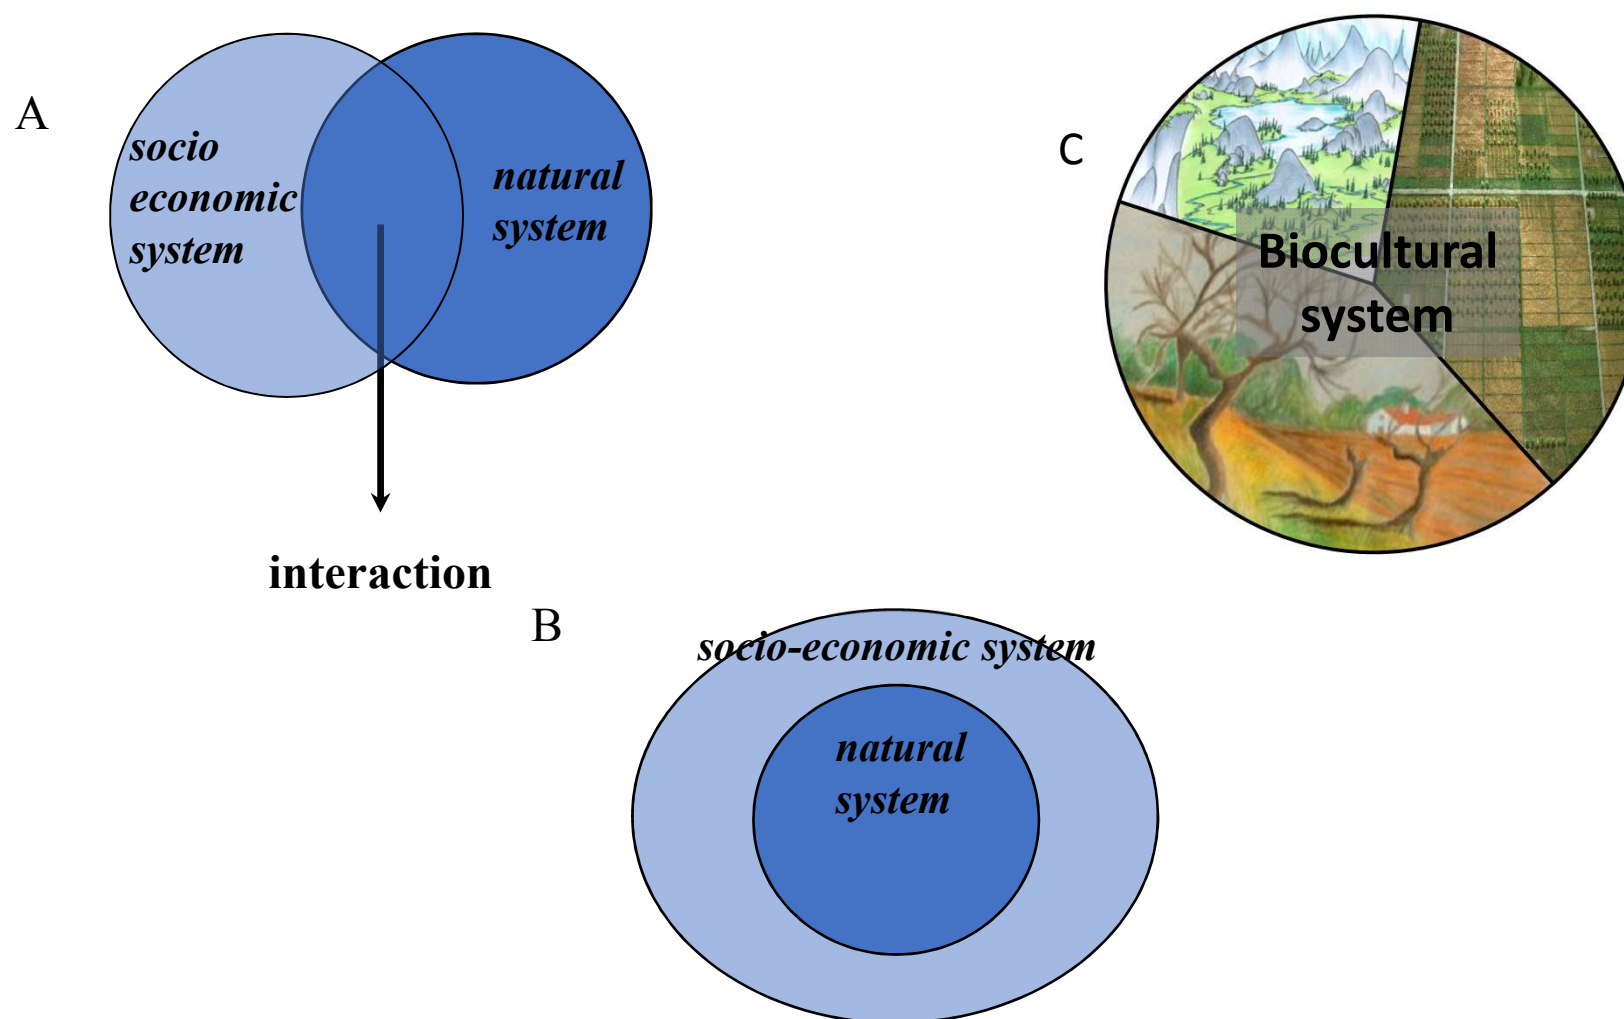 A
socio
economic
system
natural
system
interaction
B
socio-economic system
natural
system
C
Biocultural
system